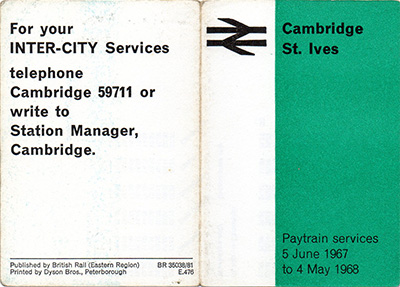 For your
INTER-CITY Services
telephone
Cambridge 59711 or
write to
Station Manager,
Cambridge.
Published by British Rail (Eastern Region) BR 35038/81
Printed by Dyson Bros., Peterborough E.476
Cambridge
St. Ives
Paytrain services
5 June 1967
to 4 May 1968